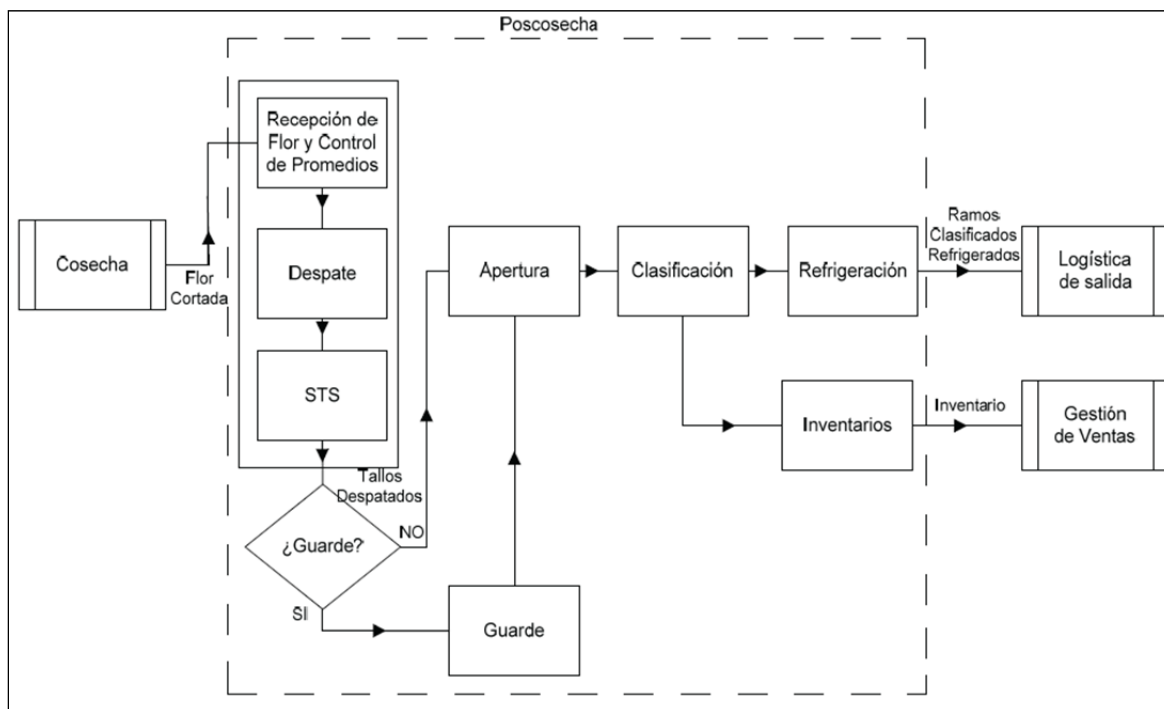 Poscosecha
Recepción de
Flor y Control
de Promedios
Cosecha
Flor
Cortada
Despate
STS
Tallos
Despatados
¿Guarde?
NO
SI
Guarde
Apertura
Clasificación
Refrigeración
Ramos
Clasificados
Refrigerados
Logística
de salida
Inventarios
Inventario
Gestión
de Ventas